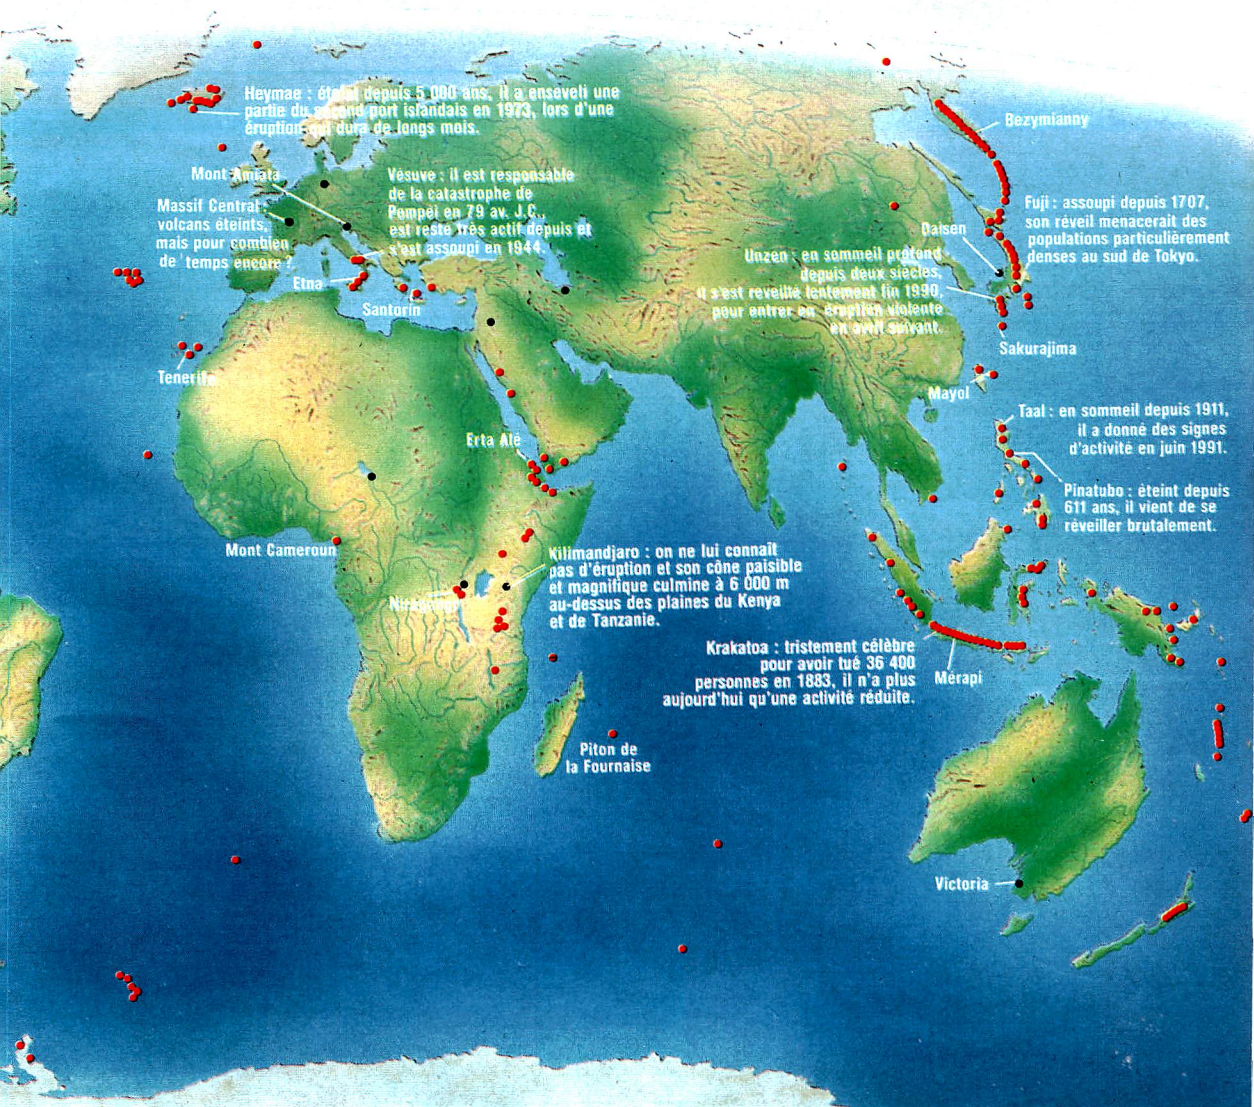 Heymae : éteint depuis 5 000 ans, il a enseveli une
partie du second port islandais en 1973, lors d'une
éruption qui dura de longs mois.
Bezymianny
Mont Amiata
Vésuve : il est responsable
de la catastrophe de
Pompéi en 79 av. J.C.,
est resté très actif depuis et
s'est assoupi en 1944.
Massif Central :
volcans éteints,
mais pour combien
de temps encore ?
Fuji : assoupi depuis 1707,
son réveil menacerait des
populations particulièrement
denses au sud de Tokyo.
Daisen
Unzen : en sommeil profond
depuis deux siècles,
il s'est reveillé lentement fin 1990,
pour entrer en éruption violente
en avril suivant.
Etna
Santorin
Sakurajima
Tenerife
Mayol
Taal : en sommeil depuis 1911,
il a donné des signes
d'activité en juin 1991.
Erta Alé
Pinatubo : éteint depuis
611 ans, il vient de se
réveiller brutalement.
Mont Cameroun
Kilimandjaro : on ne lui connaît
pas d'éruption et son cône paisible
et magnifique culmine à 6 000 m
au-dessus des plaines du Kenya
et de Tanzanie.
Krakatoa : tristement célèbre
pour avoir tué 36 400
personnes en 1883, il n'a plus
aujourd'hui qu'une activité réduite.
Mérapi
Piton de
la Fournaise
Victoria